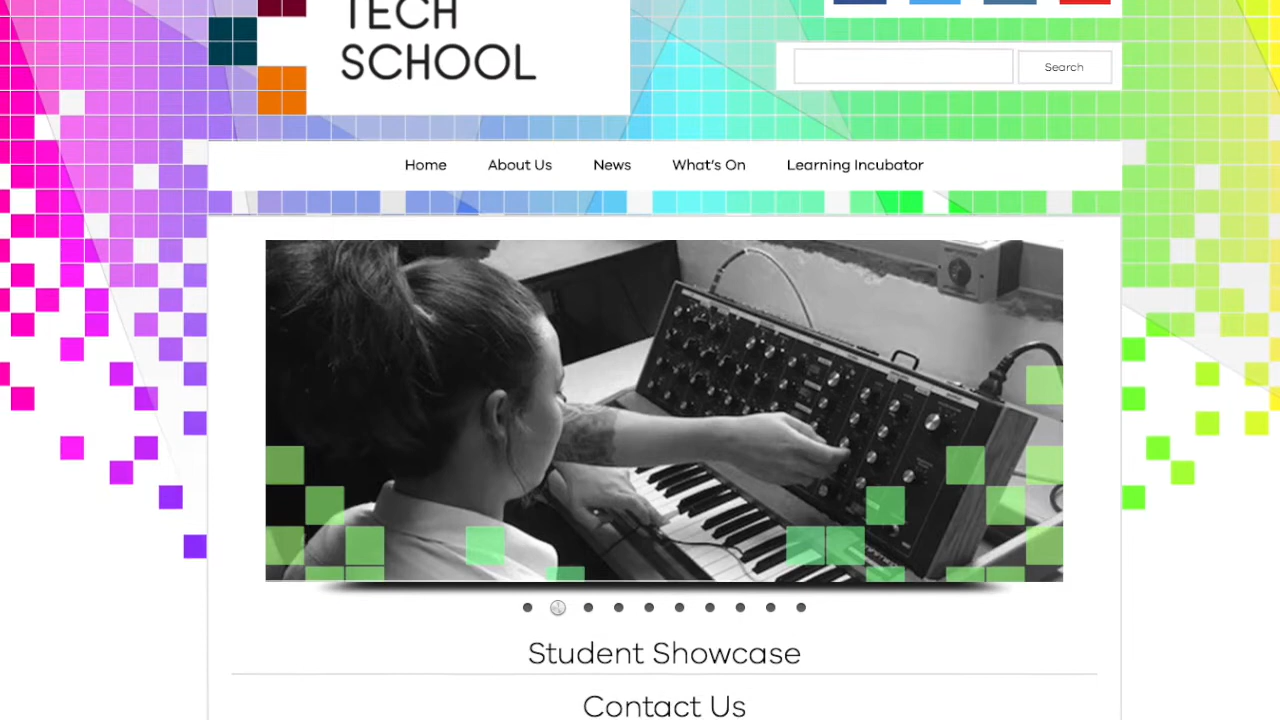 TECH
SCHOOL
Search
Home About Us News What's On Learning Incubator
Student Showcase
Contact Us